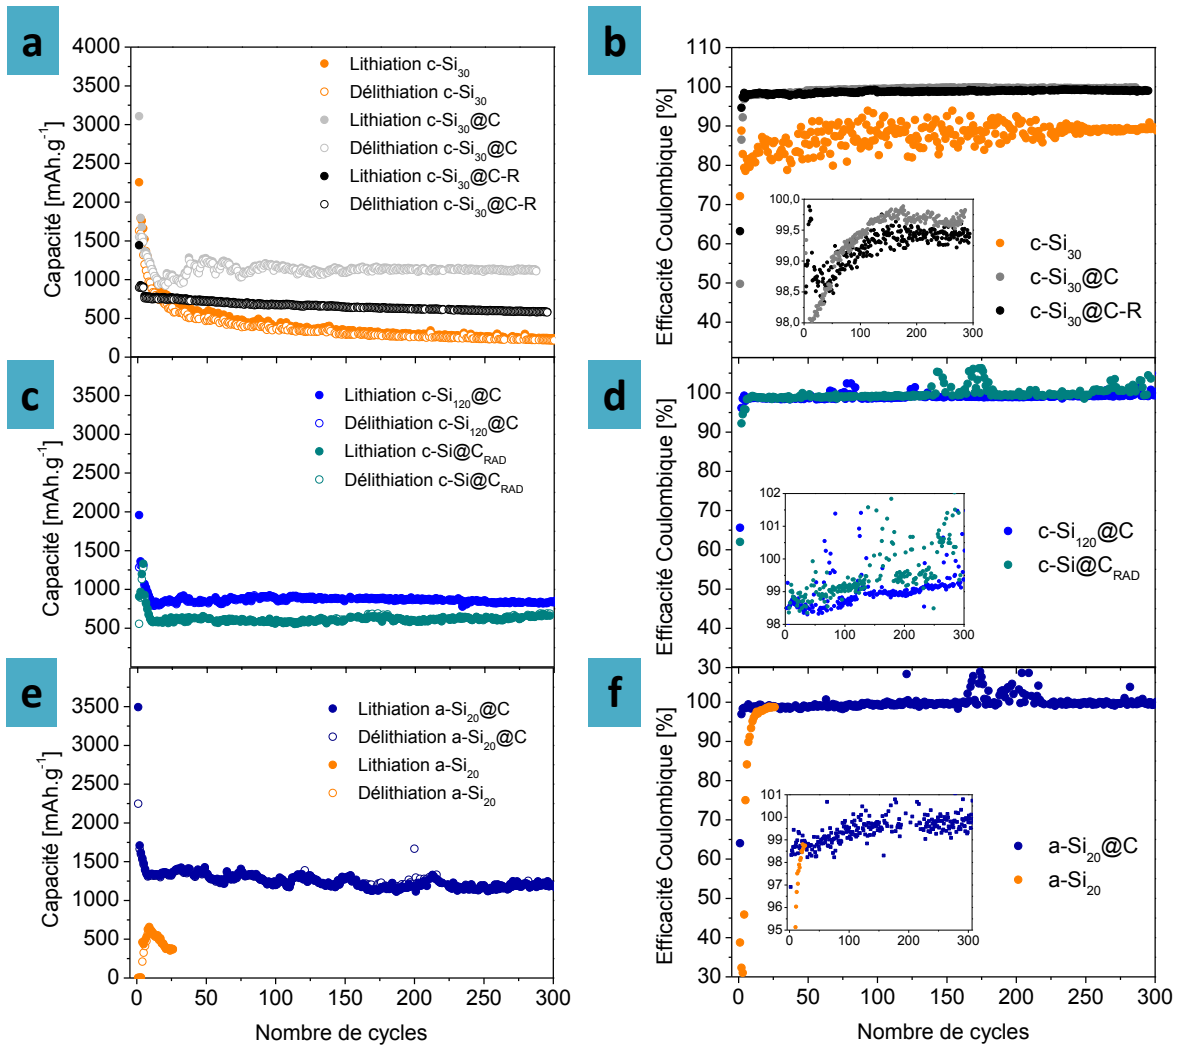 a
4000
3500
3000
2500
2000
1500
1000
500
0
Capacité [mAh.g-1]
Lithiation c-Si30
Délithiation c-Si30
Lithiation c-Si30@C
Délithiation c-Si30@C
Lithiation c-Si30@C-R
Délithiation c-Si30@C-R
b
110
100
90
80
70
60
50
40
Efficacité Coulombique [%]
100,0
99,5
99,0
98,5
98,0
0 100 200 300
c-Si30
c-Si30@C
c-Si30@C-R
c
3500
3000
2500
2000
1500
1000
500
Capacité [mAh.g-1]
Lithiation c-Si120@C
Délithiation c-Si120@C
Lithiation c-Si@CRAD
Délithiation c-Si@CRAD
d
100
90
80
70
60
50
40
30
Efficacité Coulombique [%]
102
101
100
99
98
0 100 200 300
c-Si120@C
c-Si@CRAD
e
3500
3000
2500
2000
1500
1000
500
0
Capacité [mAh.g-1]
Lithiation a-Si20@C
Délithiation a-Si20@C
Lithiation a-Si20
Délithiation a-Si20
0 50 100 150 200 250 300
Nombre de cycles
f
100
90
80
70
60
50
40
30
Efficacité Coulombique [%]
101
100
99
98
97
96
95
0 100 200 300
a-Si20@C
a-Si20
0 50 100 150 200 250 300
Nombre de cycles